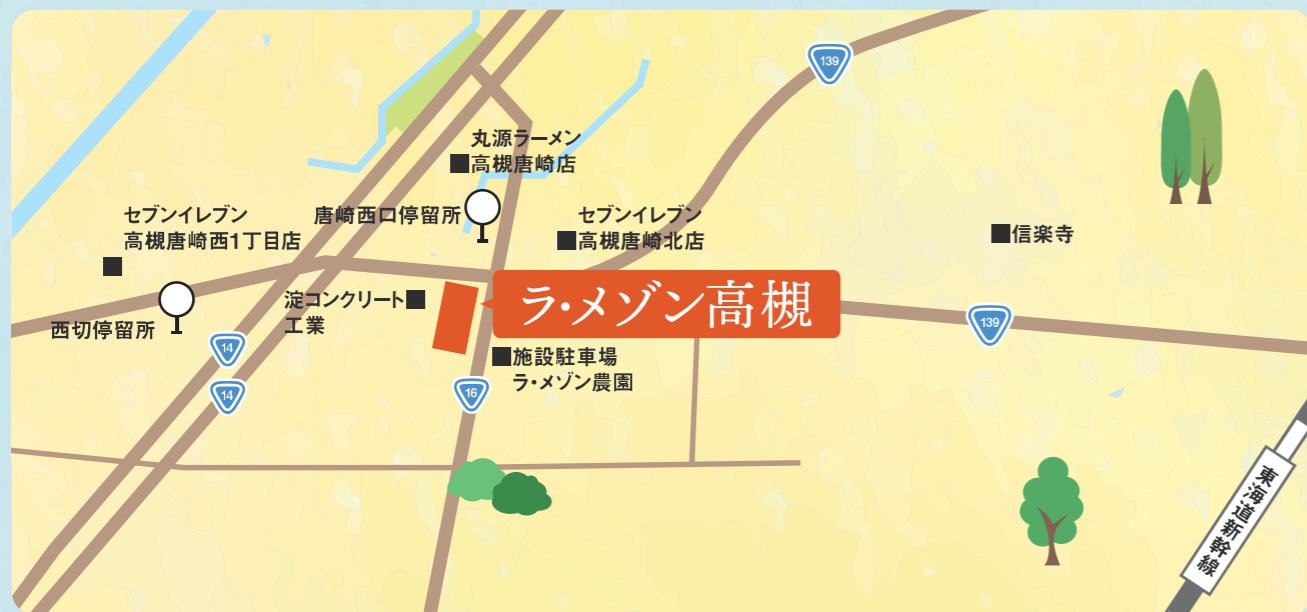 139
丸源ラーメン
■高槻唐崎店
セブンイレブン
高槻唐崎西1丁目店
■
唐崎西口停留所
セブンイレブン
■高槻唐崎北店
■信楽寺
西切停留所
淀コンクリート■
工業
ラ・メゾン高槻
139
14
14
16
■施設駐車場
ラ・メゾン農園
東海道新幹線